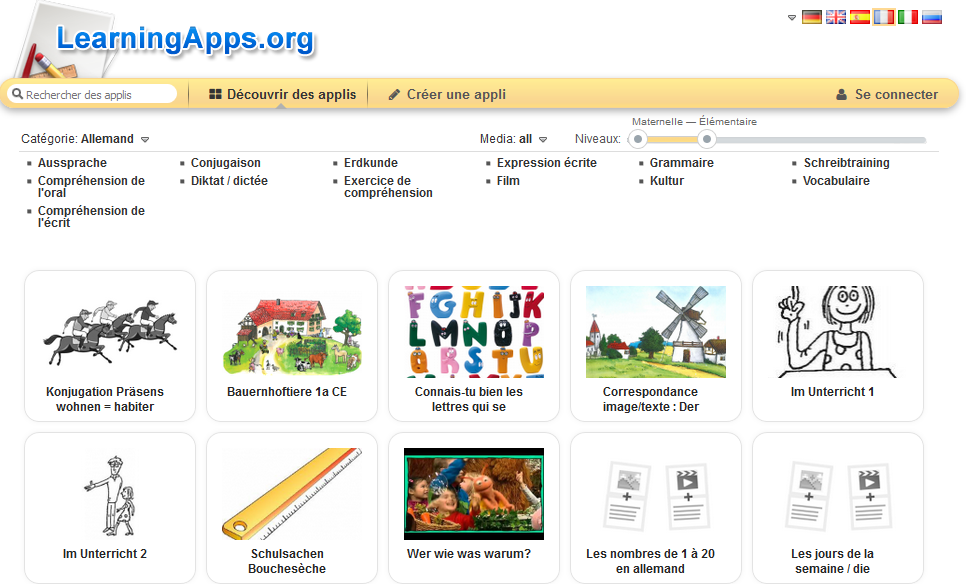 LearningApps.org
Rechercher des applis
Découvrir des applis
Créer une appli
Se connecter
Maternelle — Élémentaire
Catégorie: Allemand
Media: all
Niveaux:
Aussprache
Conjugaison
Erdkunde
Expression écrite
Grammaire
Schreibtraining
Compréhension de
l'oral
Diktat / dictée
Exercice de
compréhension
Film
Kultur
Vocabulaire
Compréhension de
l'écrit
FGHIJK
LMNOP
QRSTU
Konjugation Präsens
wohnen = habiter
Bauernhoftiere 1a CE
Connais-tu bien les
lettres qui se
Correspondance
image/texte : Der
Im Unterricht 1
Im Unterricht 2
Schulsachen
Bouchesèche
Wer wie was warum?
Les nombres de 1 à 20
en allemand
Les jours de la
semaine / die